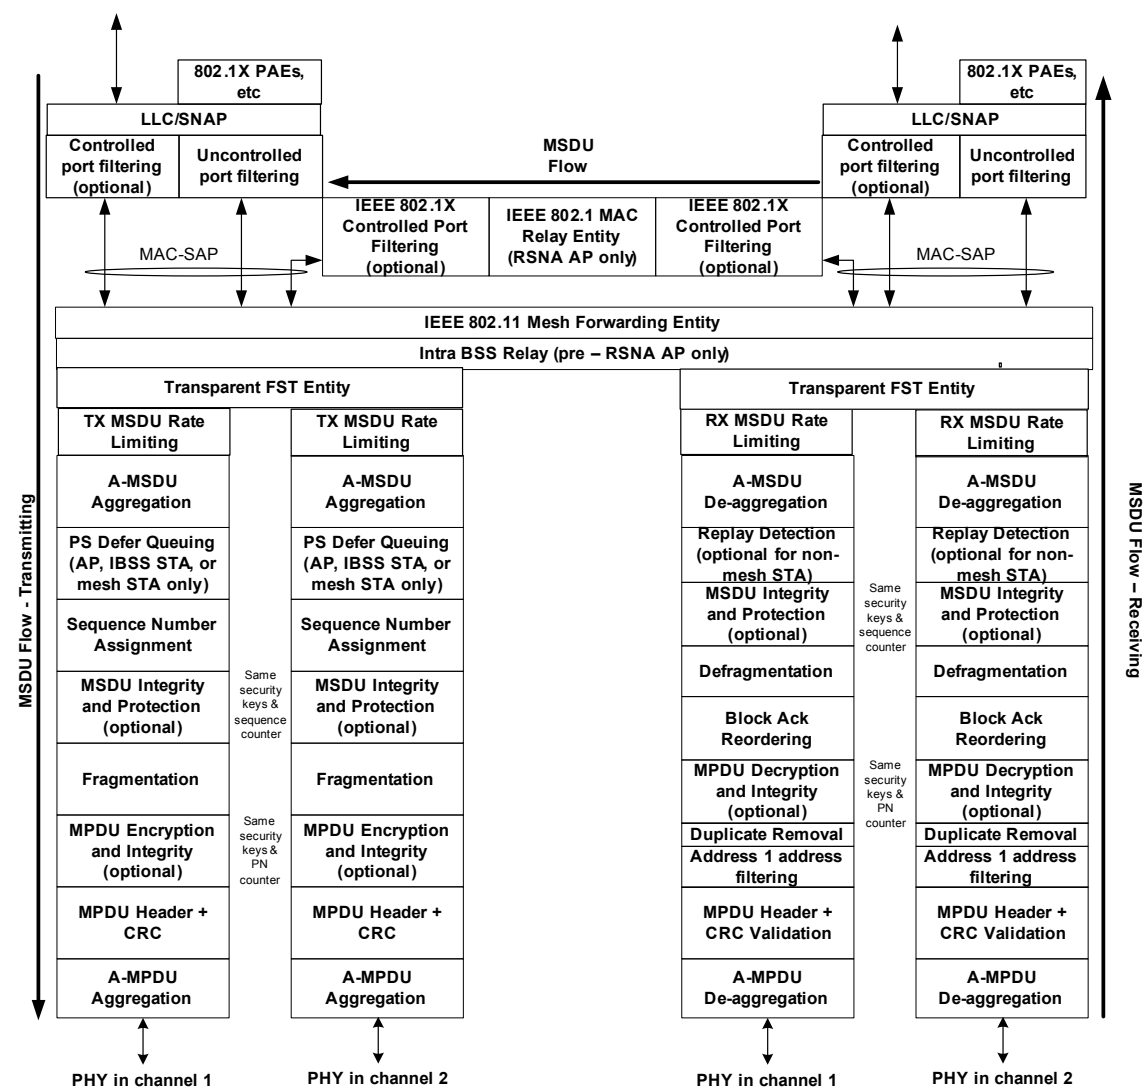 802.1X PAEs,
etc
LLC/SNAP
Controlled
port filtering
(optional)
Uncontrolled
port filtering
MSDU
Flow
802.1X PAEs,
etc
LLC/SNAP
Controlled
port filtering
(optional)
Uncontrolled
port filtering
IEEE 802.1X
Controlled Port
Filtering
(optional)
IEEE 802.1 MAC
Relay Entity
(RSNA AP only)
IEEE 802.1X
Controlled Port
Filtering
(optional)
MAC-SAP
MAC-SAP
IEEE 802.11 Mesh Forwarding Entity
Intra BSS Relay (pre – RSNA AP only)
MSDU Flow - Transmitting
Transparent FST Entity
TX MSDU Rate
Limiting
A-MSDU
Aggregation
PS Defer Queuing
(AP, IBSS STA, or
mesh STA only)
Sequence Number
Assignment
MSDU Integrity
and Protection
(optional)
Fragmentation
MPDU Encryption
and Integrity
(optional)
MPDU Header +
CRC
A-MPDU
Aggregation
PHY in channel 1
Same
security
keys &
sequence
counter
Same
security
keys &
PN
counter
TX MSDU Rate
Limiting
A-MSDU
Aggregation
PS Defer Queuing
(AP, IBSS STA, or
mesh STA only)
Sequence Number
Assignment
MSDU Integrity
and Protection
(optional)
Fragmentation
MPDU Encryption
and Integrity
(optional)
MPDU Header +
CRC
A-MPDU
Aggregation
PHY in channel 2
Transparent FST Entity
RX MSDU Rate
Limiting
A-MSDU
De-aggregation
Replay Detection
(optional for non-
mesh STA)
MSDU Integrity
and Protection
(optional)
Defragmentation
Block Ack
Reordering
MPDU Decryption
and Integrity
(optional)
Duplicate Removal
Address 1 address
filtering
MPDU Header +
CRC Validation
A-MPDU
De-aggregation
PHY in channel 1
Same
security
keys &
sequence
counter
Same
security
keys &
PN
counter
RX MSDU Rate
Limiting
A-MSDU
De-aggregation
Replay Detection
(optional for non-
mesh STA)
MSDU Integrity
and Protection
(optional)
Defragmentation
Block Ack
Reordering
MPDU Decryption
and Integrity
(optional)
Duplicate Removal
Address 1 address
filtering
MPDU Header +
CRC Validation
A-MPDU
De-aggregation
PHY in channel 2
MSDU Flow – Receiving